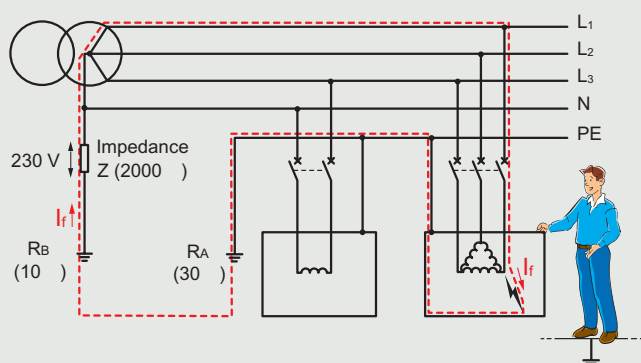 L1
L2
L3
N
PE
230 V
Impedance
Z (2000 )
If
RB
(10 )
RA
(30 )
If